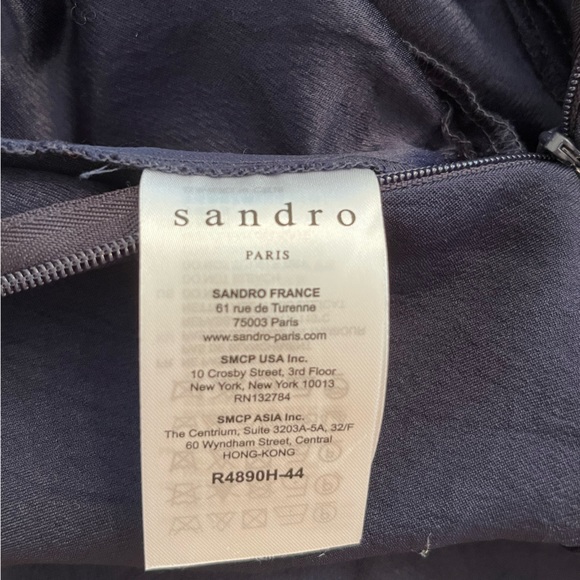 sandro
PARIS
SANDRO FRANCE
61 rue de Turenne
75003 Paris
www.sandro-paris.com
SMCP USA Inc.
10 Crosby Street, 3rd Floor
New York, New York 10013
RN132784
SMCP ASIA Inc.
The Centrium, Suite 3203A-5A, 32/F
60 Wyndham Street, Central
HONG-KONG
R4890H-44